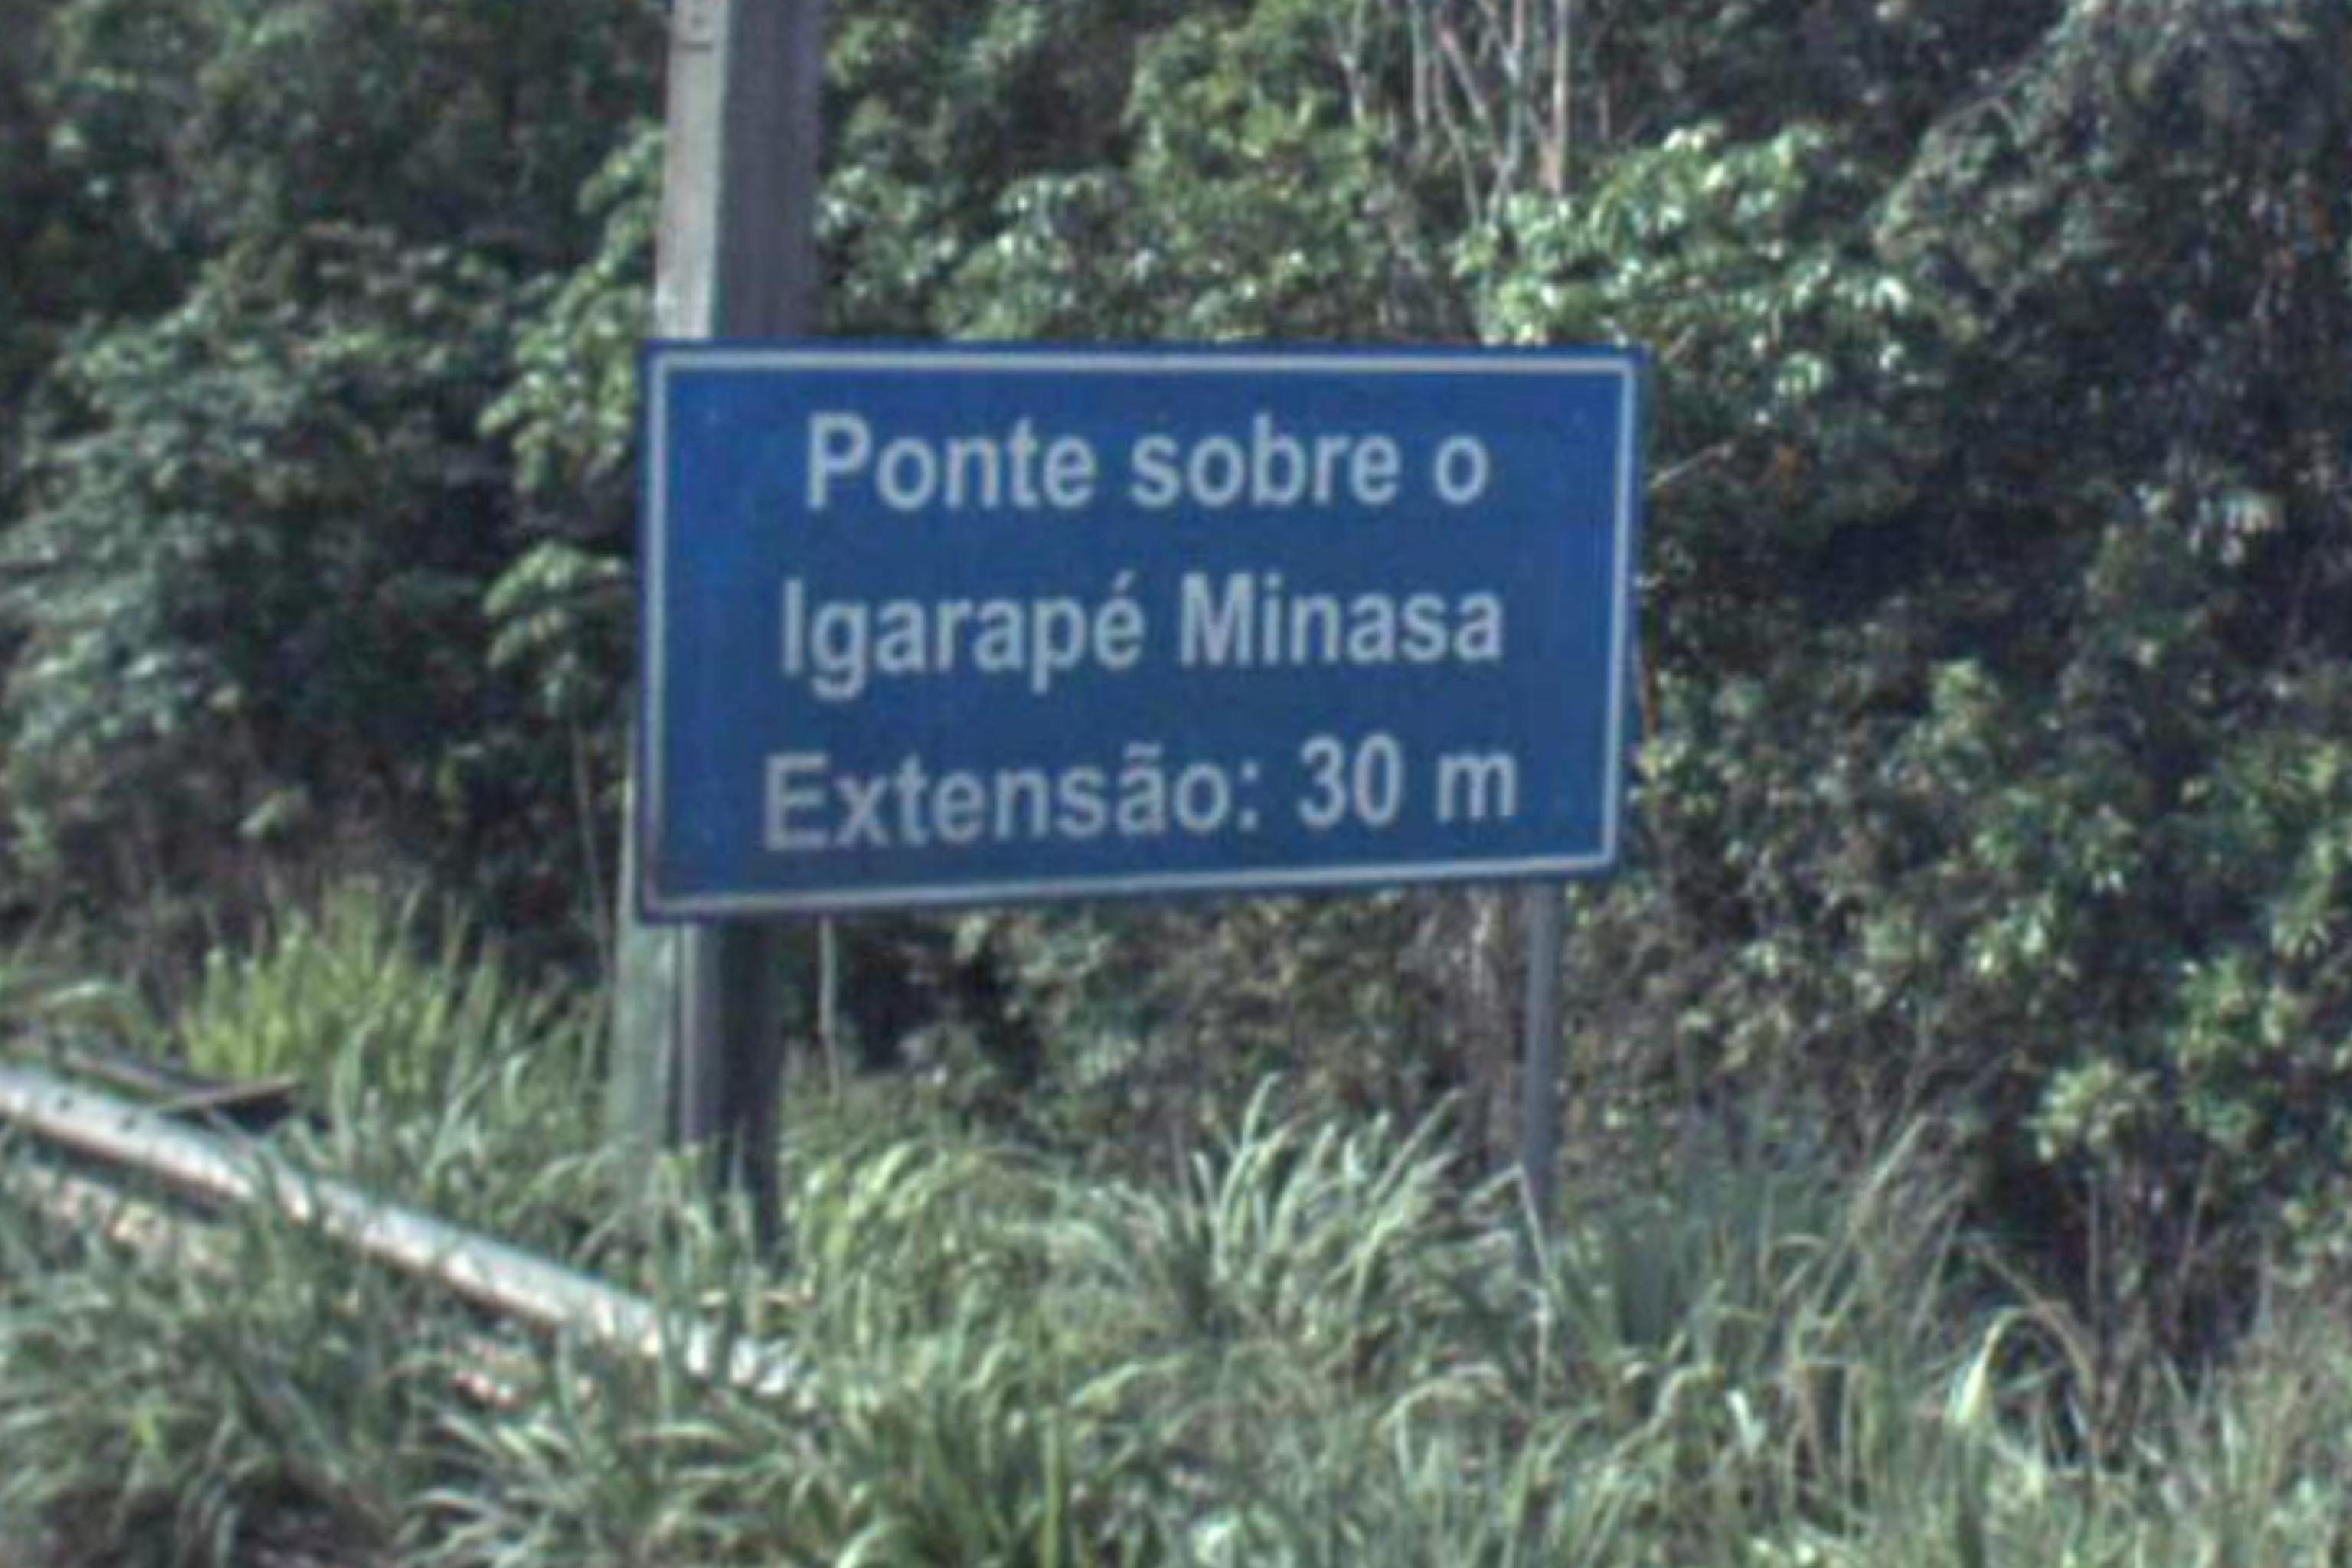 Ponte sobre o
Igarapé Minasa
Extensão: 30 m